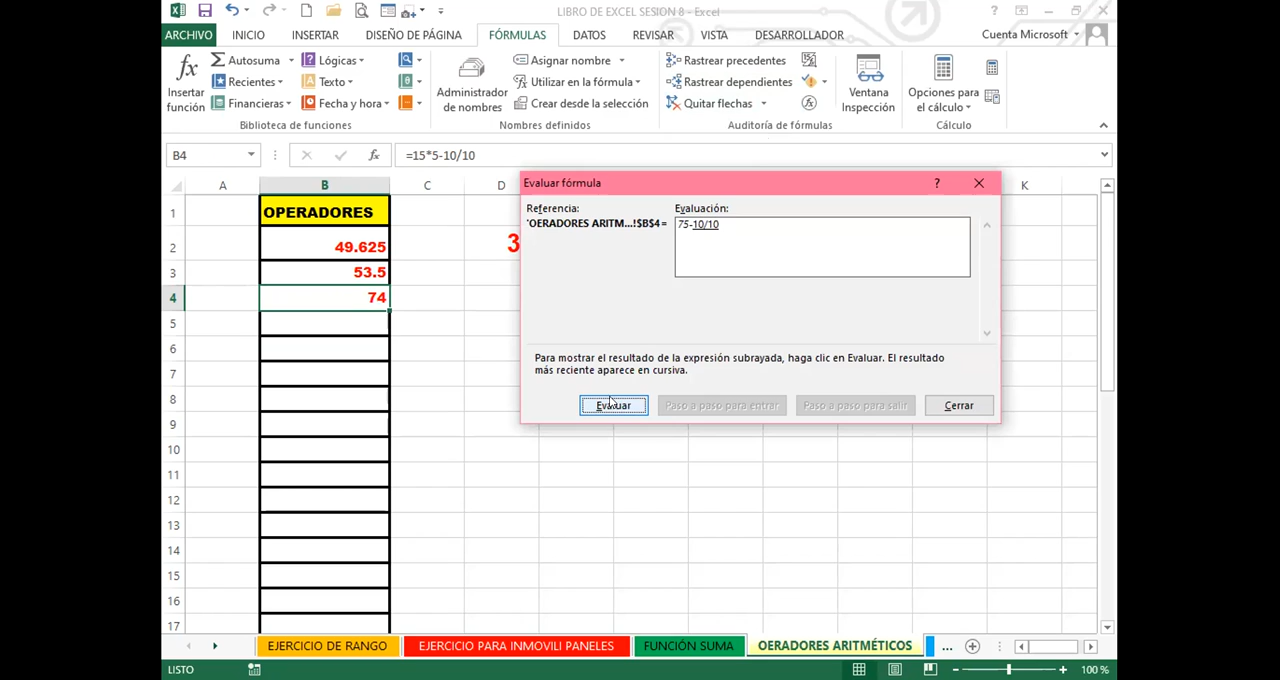 LIBRO DE EXCEL SESION 8 - Excel
ARCHIVO INICIO INSERTAR DISEÑO DE PÁGINA FÓRMULAS DATOS REVISAR VISTA DESARROLLADOR Cuenta Microsoft
fx
Insertar
función
Autosuma
Recientes
Financieras
Lógicas
Texto
Fecha y hora
Biblioteca de funciones
Administrador
de nombres
Asignar nombre
Utilizar en la fórmula
Crear desde la selección
Nombres definidos
Rastrear precedentes
Rastrear dependientes
Quitar flechas
Auditoría de fórmulas
Ventana
Inspección
Opciones para
el cálculo
Cálculo
B4 fx =15*5-10/10
A B C D K
1 OPERADORES
2 49.625 3
3 53.5
4 74
5
6
7
8
9
10
11
12
13
14
15
16
17
Evaluar fórmula ?
Referencia: Evaluación:
'OERADORES ARITM...!$B$4 = 75-10/10
Para mostrar el resultado de la expresión subrayada, haga clic en Evaluar. El resultado
más reciente aparece en cursiva.
Evaluar Paso a paso para entrar Paso a paso para salir Cerrar
EJERCICIO DE RANGO EJERCICIO PARA INMOVILI PANELES FUNCIÓN SUMA OERADORES ARITMÉTICOS ...
LISTO 100 %